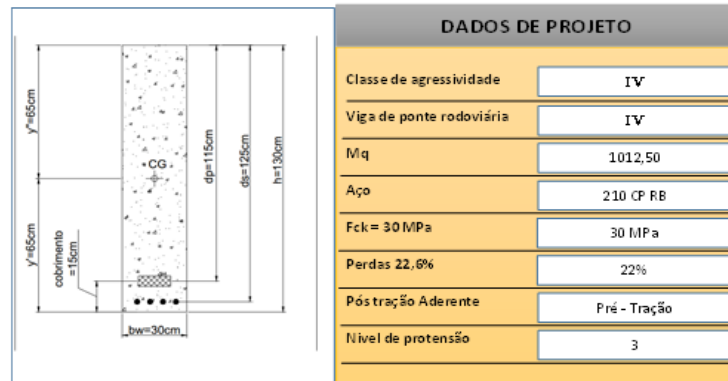 y"=65cm
y'=65cm
cobrimento
=15cm
CG
dp=115cm
ds=125cm
h=130cm
bw=30cm
DADOS DE PROJETO
Classe de agressividade
IV
Viga de ponte rodoviária
IV
Mq
1012,50
Aço
210 CP RB
Fck = 30 MPa
30 MPa
Perdas 22,6%
22%
Pós tração Aderente
Pré - Tração
Nivel de protensão
3